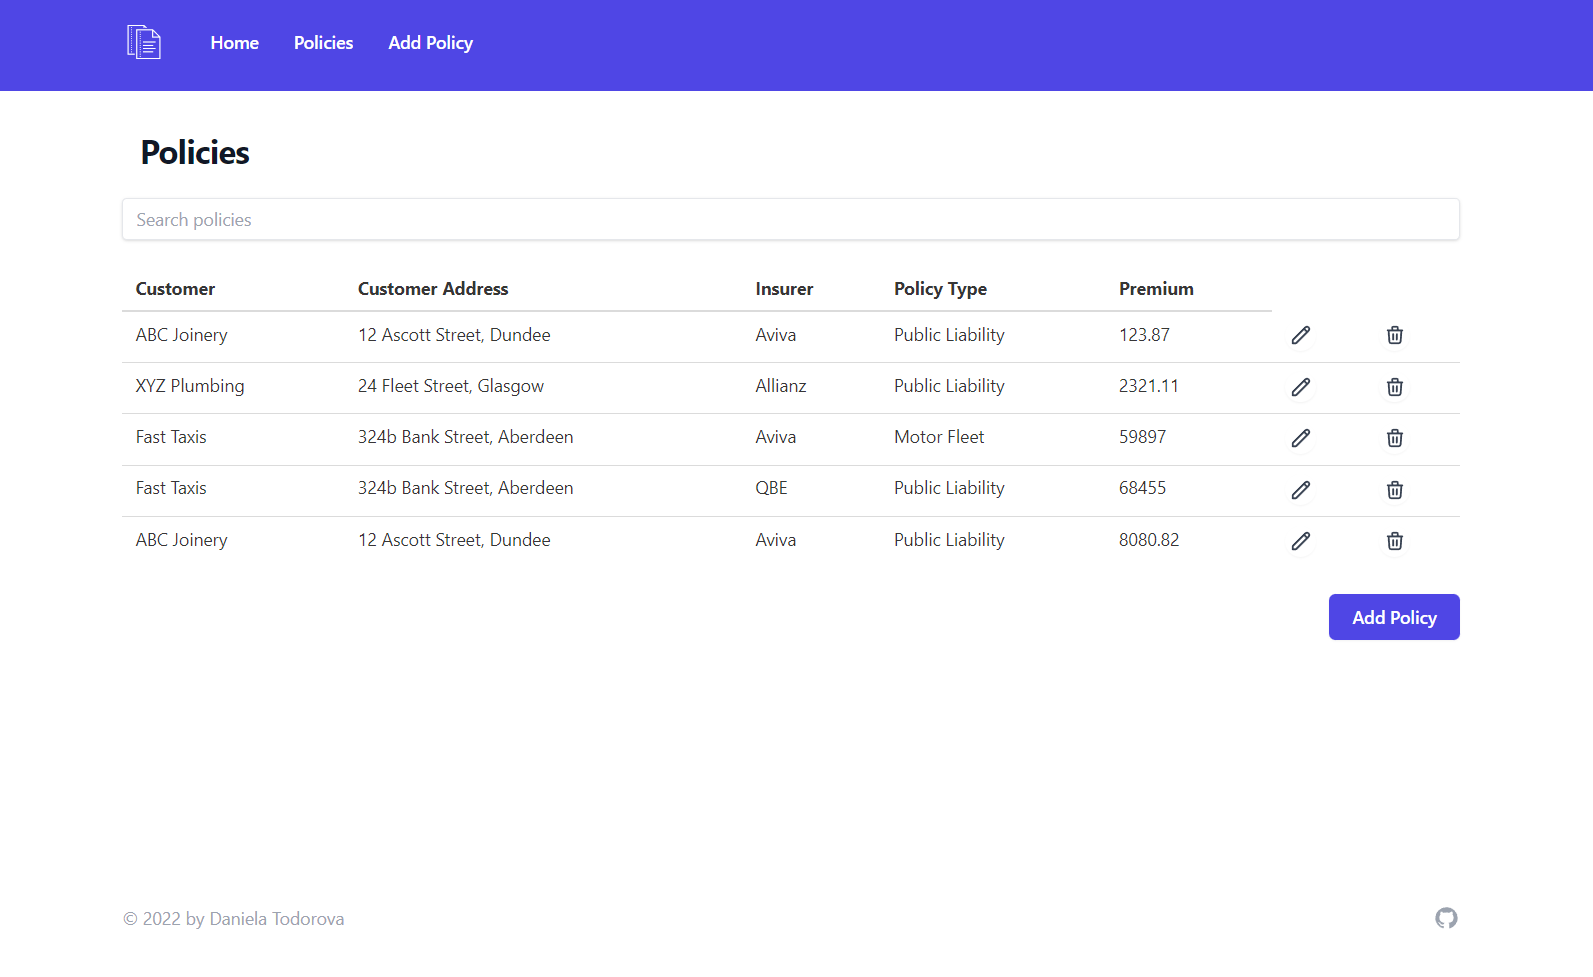 Home Policies Add Policy
Policies
Search policies
Customer Customer Address Insurer Policy Type Premium
ABC Joinery 12 Ascott Street, Dundee Aviva Public Liability 123.87
XYZ Plumbing 24 Fleet Street, Glasgow Allianz Public Liability 2321.11
Fast Taxis 324b Bank Street, Aberdeen Aviva Motor Fleet 59897
Fast Taxis 324b Bank Street, Aberdeen QBE Public Liability 68455
ABC Joinery 12 Ascott Street, Dundee Aviva Public Liability 8080.82
Add Policy
© 2022 by Daniela Todorova